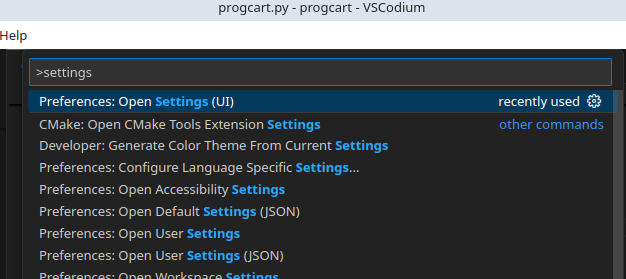 progcart.py - progcart - VSCodium
Help
>settings
Preferences: Open Settings (UI) recently used
CMake: Open CMake Tools Extension Settings other commands
Developer: Generate Color Theme From Current Settings
Preferences: Configure Language Specific Settings...
Preferences: Open Accessibility Settings
Preferences: Open Default Settings (JSON)
Preferences: Open User Settings
Preferences: Open User Settings (JSON)
Preferences: Open Workspace Settings